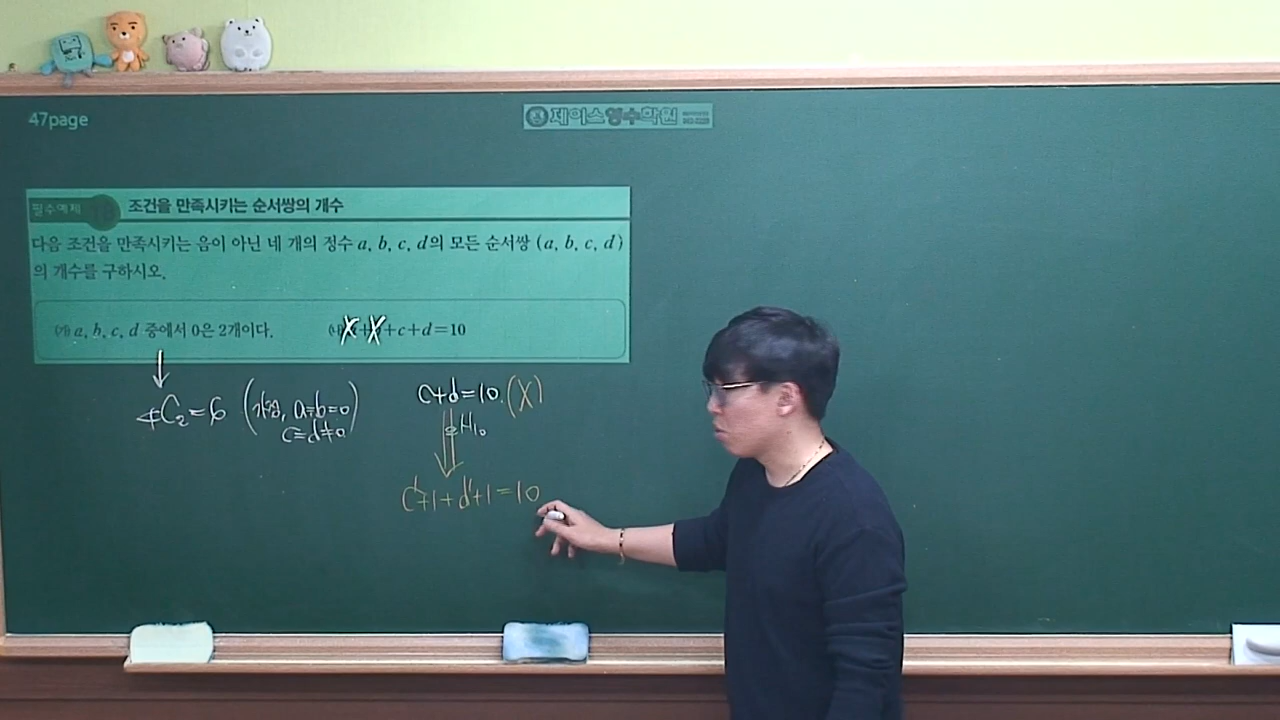 47page
제이스영수학원
필수예제
조건을 만족시키는 순서쌍의 개수
다음 조건을 만족시키는 음이 아닌 네 개의 정수 a, b, c, d의 모든 순서쌍 (a, b, c, d)
의 개수를 구하시오.
㈎ a, b, c, d 중에서 0은 2개이다.
+c+d=10
4C2=6 (가정, a=b=0)
c=d≠0
c+d=10. (X)
2H10
c'+1+d'+1=10